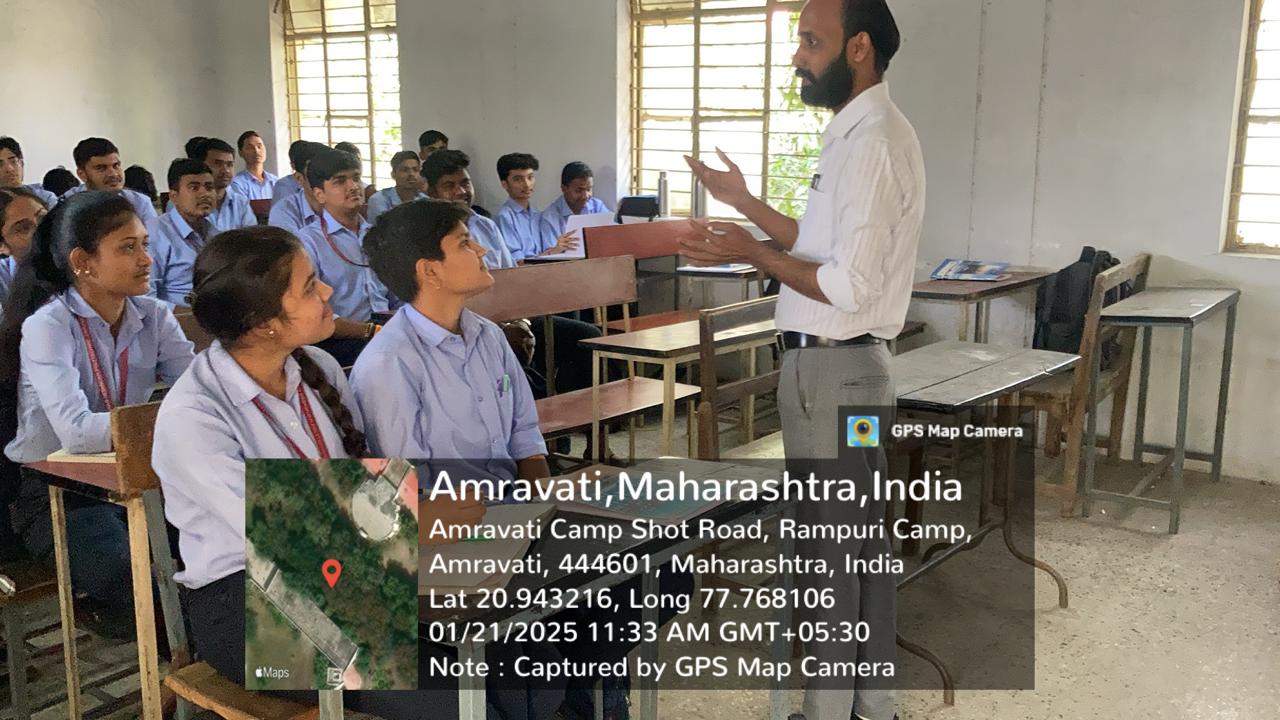 GPS Map Camera
Amravati,Maharashtra,India
Amravati Camp Shot Road, Rampuri Camp,
Amravati, 444601, Maharashtra, India
Lat 20.943216, Long 77.768106
01/21/2025 11:33 AM GMT+05:30
Note : Captured by GPS Map Camera
Maps